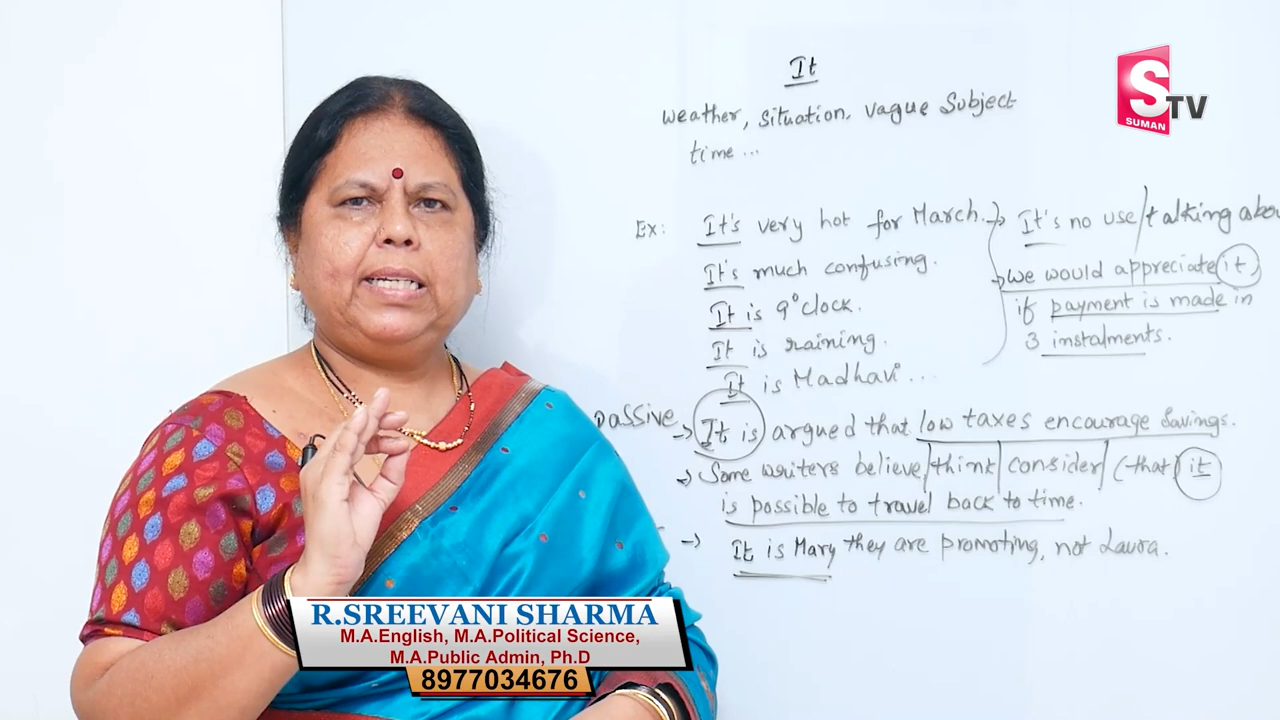 It
weather, situation, vague subject
time ...
S
SUMAN
TV
Ex: It's very hot for March.
It's much confusing.
It is 9°clock.
It is raining.
It is Madhavi ...
→ It's no use/talking abou
→ we would appreciate it,
if payment is made in
3 instalments.
passive → It is argued that low taxes encourage savings.
→ Some writers believe/think/consider/(that) it
is possible to travel back to time.
→ It is Mary they are promoting, not Laura.
R.SREEVANI SHARMA
M.A.English, M.A.Political Science,
M.A.Public Admin, Ph.D
8977034676